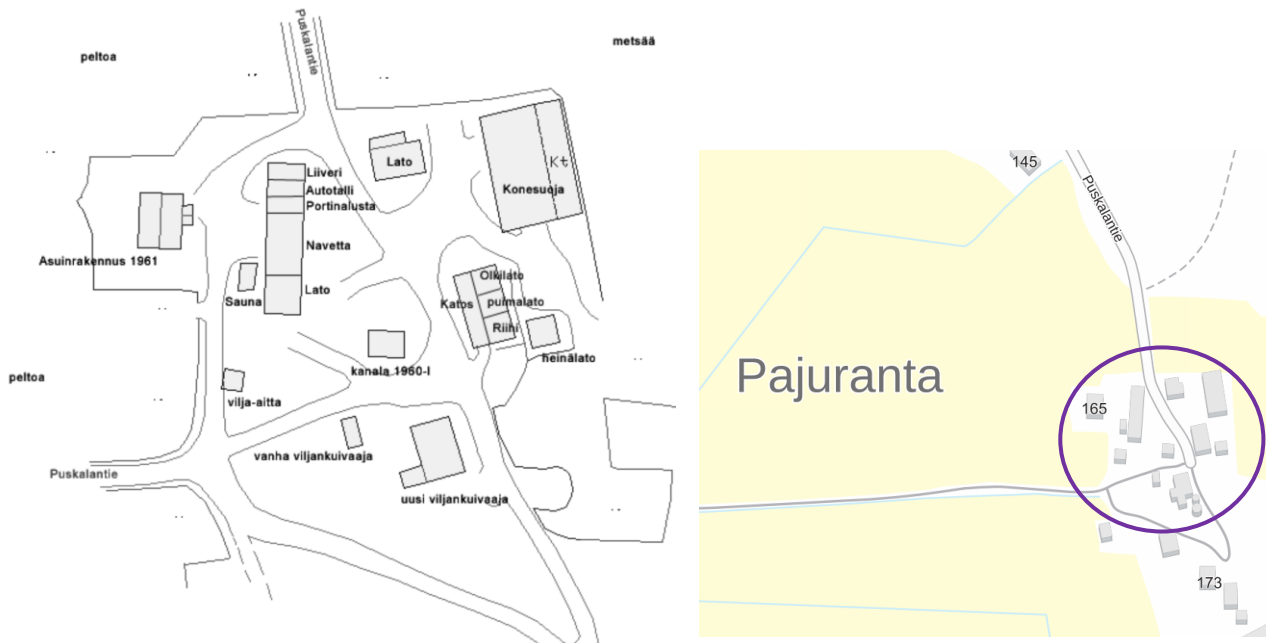 Puskalantie
metsää
peltoa
Lato
Kt
Liiveri
Autotalli
Portinalusta
Konesuoja
Navetta
Asuinrakennus 1961
Olkilato
Sauna
Lato
Katos
puimalato
Riihi
heinälato
kanala 1960-l
peltoa
vilja-aitta
vanha viljankuivaaja
Puskalantie
uusi viljankuivaaja
145
Puskalantie
Pajuranta
165
173